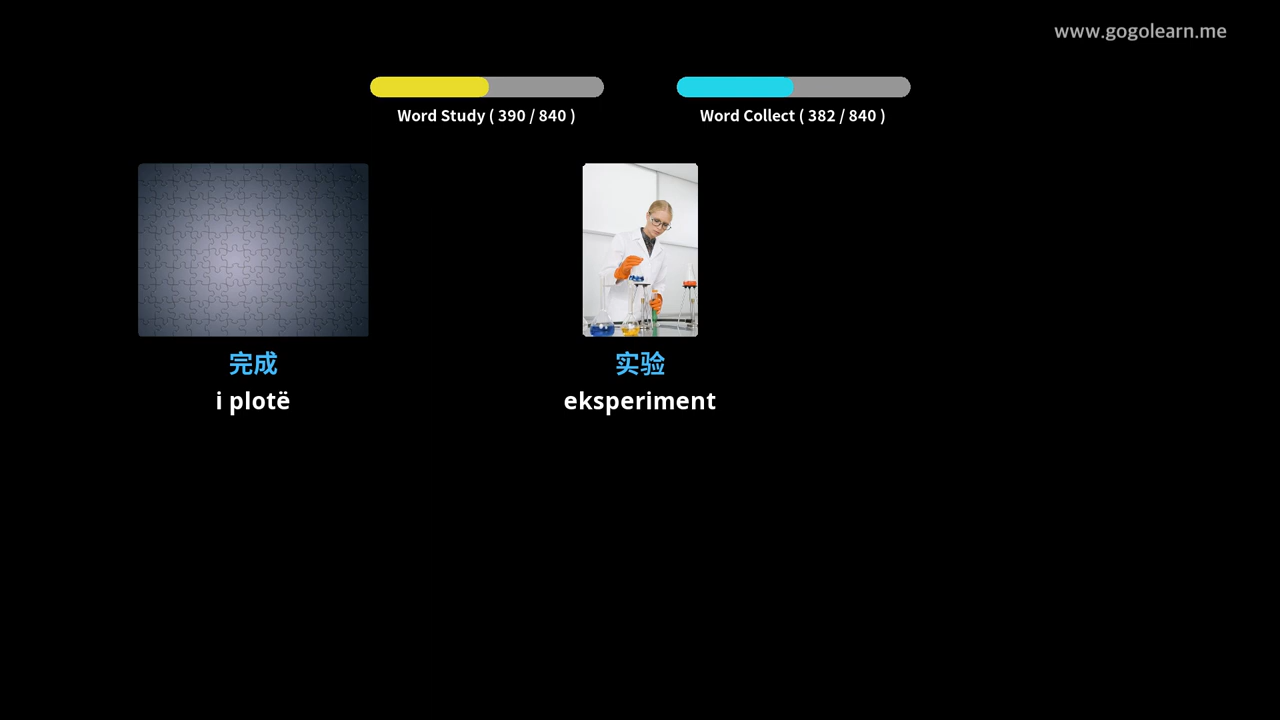 www.gogolearn.me
Word Study ( 390 / 840 )
Word Collect ( 382 / 840 )
完成
i plotë
实验
eksperiment